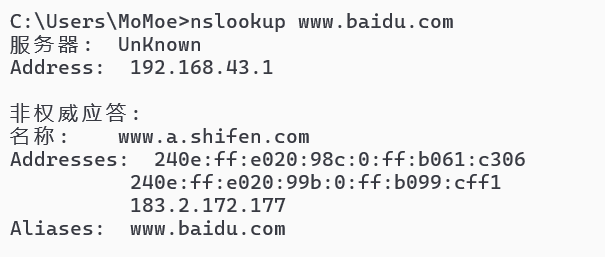 C:\Users\MoMoe>nslookup www.baidu.com
服务器:  UnKnown
Address:  192.168.43.1

非权威应答:
名称:    www.a.shifen.com
Addresses:  240e:ff:e020:98c:0:ff:b061:c306
          240e:ff:e020:99b:0:ff:b099:cff1
          183.2.172.177
Aliases:  www.baidu.com